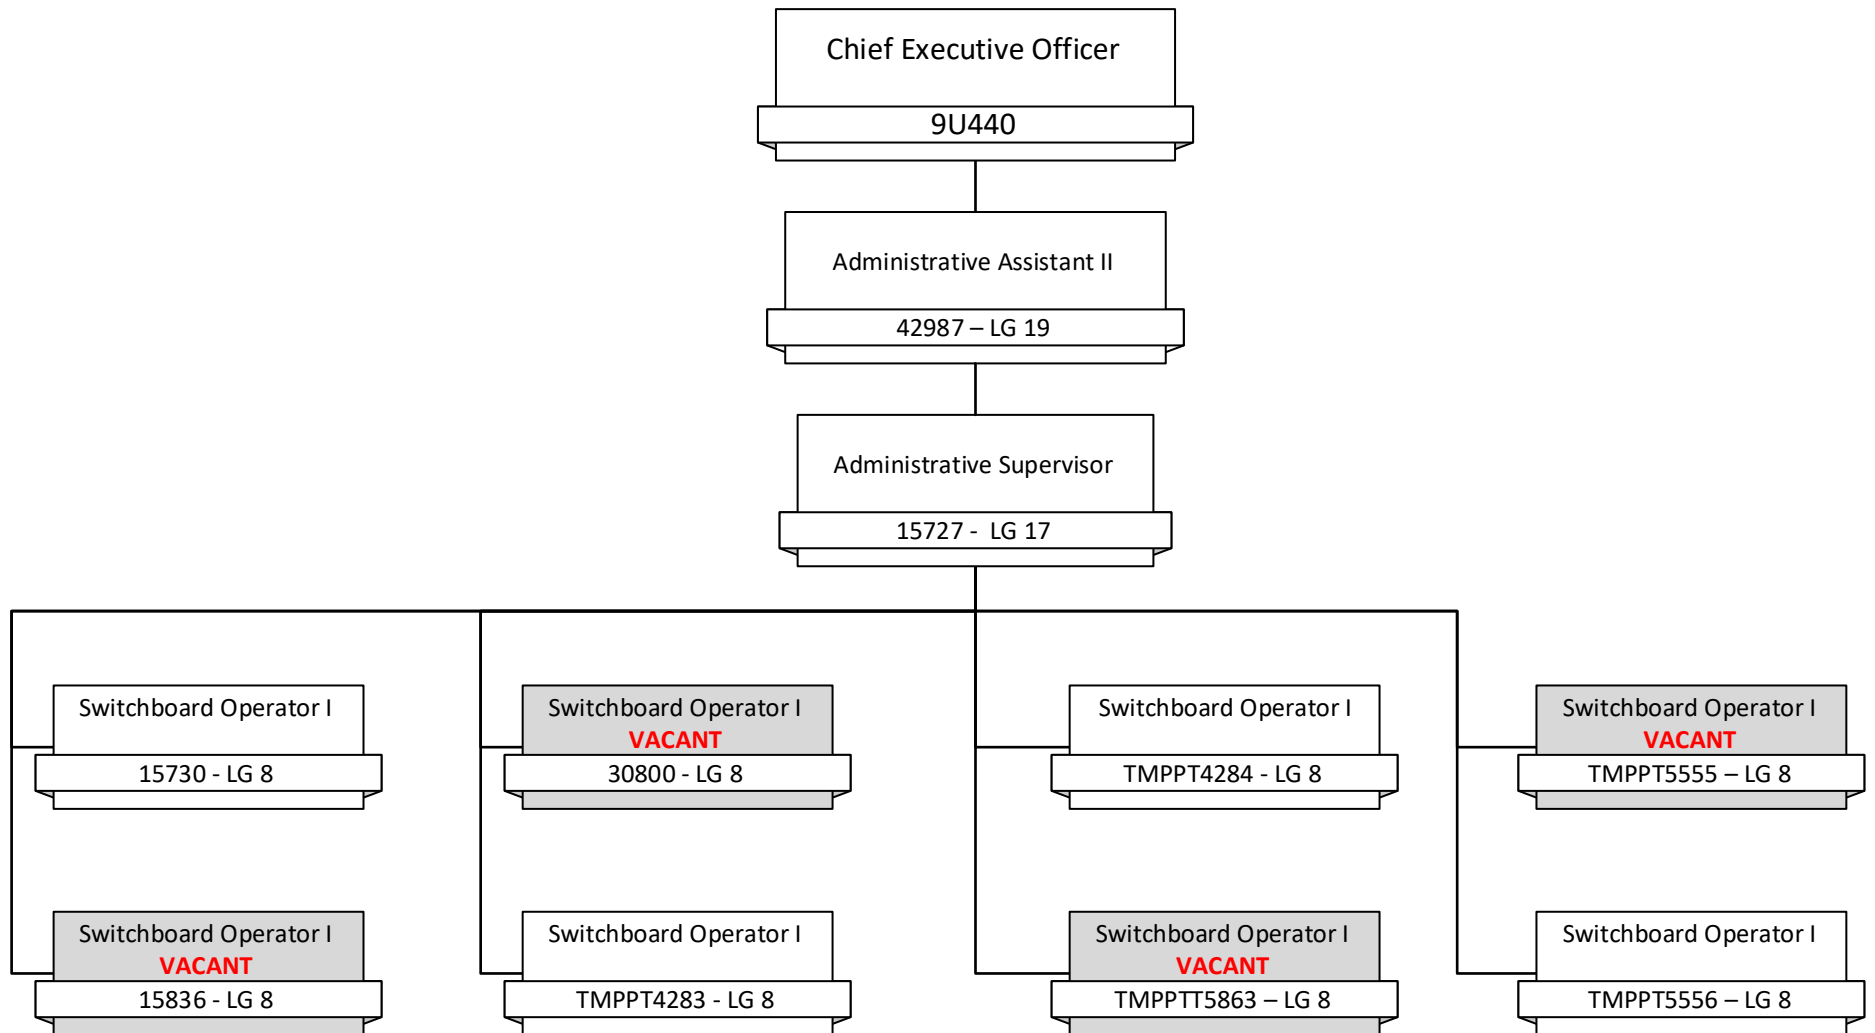 Chief Executive Officer
9U440
Administrative Assistant II
42987 – LG 19
Administrative Supervisor
15727 -  LG 17
Switchboard Operator I
15730 - LG 8
Switchboard Operator I
VACANT
30800 - LG 8
Switchboard Operator I
TMPPT4284 - LG 8
Switchboard Operator I
VACANT
TMPPT5555 – LG 8
Switchboard Operator I
VACANT
15836 - LG 8
Switchboard Operator I
TMPPT4283 - LG 8
Switchboard Operator I
VACANT
TMPPTT5863 – LG 8
Switchboard Operator I
TMPPT5556 – LG 8